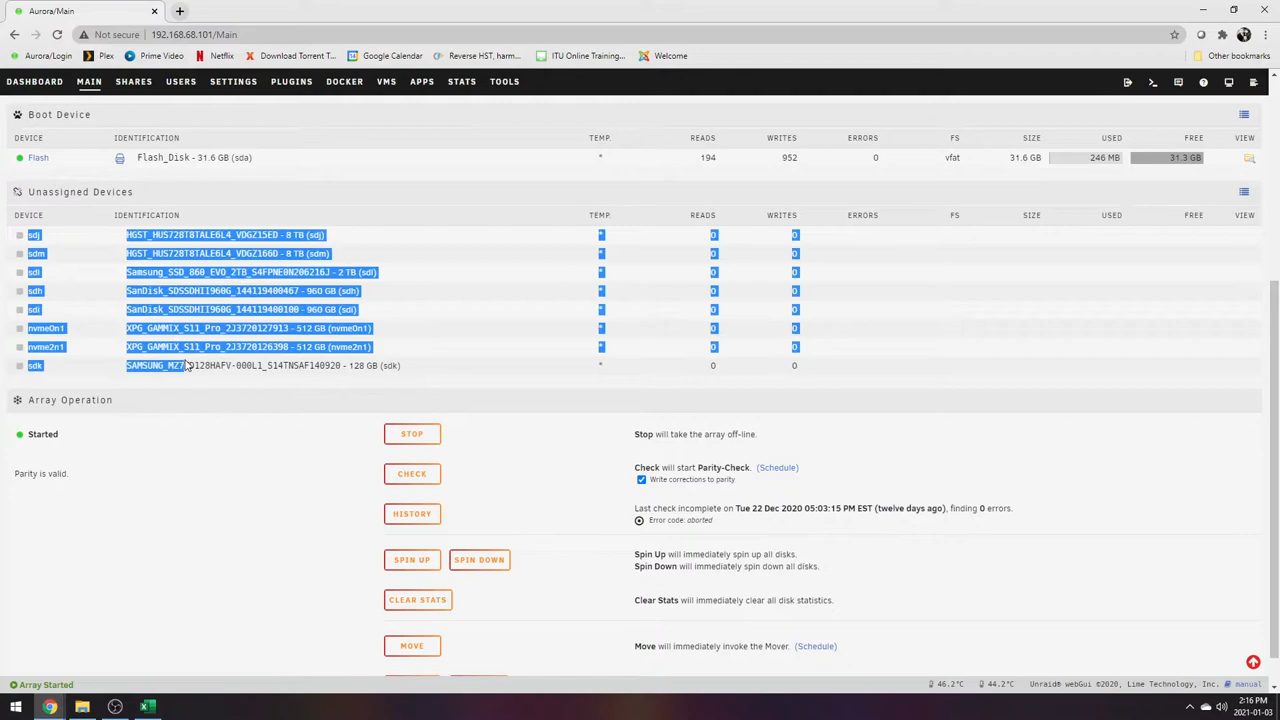 Aurora/Main
Not secure | 192.168.68.101/Main
Aurora/Login Plex Prime Video Netflix Download Torrent T... Google Calendar Reverse HST, harm... ITU Online Training... Welcome Other bookmarks
DASHBOARD MAIN SHARES USERS SETTINGS PLUGINS DOCKER VMS APPS STATS TOOLS
Boot Device
DEVICE IDENTIFICATION TEMP. READS WRITES ERRORS FS SIZE USED FREE VIEW
Flash Flash_Disk - 31.6 GB (sda) * 194 952 0 vfat 31.6 GB 246 MB 31.3 GB
Unassigned Devices
DEVICE IDENTIFICATION TEMP. READS WRITES ERRORS FS SIZE USED FREE VIEW
sdj HGST_HUS728T8TALE6L4_VDGZ15ED - 8 TB (sdj) * 0 0
sdm HGST_HUS728T8TALE6L4_VDGZ166D - 8 TB (sdm) * 0 0
sdl Samsung_SSD_860_EVO_2TB_S4FPNE0N206216J - 2 TB (sdl) * 0 0
sdh SanDisk_SDSSDHII960G_144119400467 - 960 GB (sdh) * 0 0
sdi SanDisk_SDSSDHII960G_144119400100 - 960 GB (sdi) * 0 0
nvme0n1 XPG_GAMMIX_S11_Pro_2J3720127913 - 512 GB (nvme0n1) * 0 0
nvme2n1 XPG_GAMMIX_S11_Pro_2J3720126398 - 512 GB (nvme2n1) * 0 0
sdk - 128 GB (sdk) * 0 0
Array Operation
Started STOP Stop will take the array off-line.
Parity is valid. CHECK Check will start Parity-Check. (Schedule)
Write corrections to parity
HISTORY Last check incomplete on Tue 22 Dec 2020 05:03:15 PM EST (twelve days ago), finding 0 errors.
Error code: aborted
SPIN UP SPIN DOWN Spin Up will immediately spin up all disks.
Spin Down will immediately spin down all disks.
CLEAR STATS Clear Stats will immediately clear all disk statistics.
MOVE Move will immediately invoke the Mover. (Schedule)
Array Started 46.2°C 44.2°C Unraid® webGui ©2020, Lime Technology, Inc. manual
2:16 PM
2021-01-03